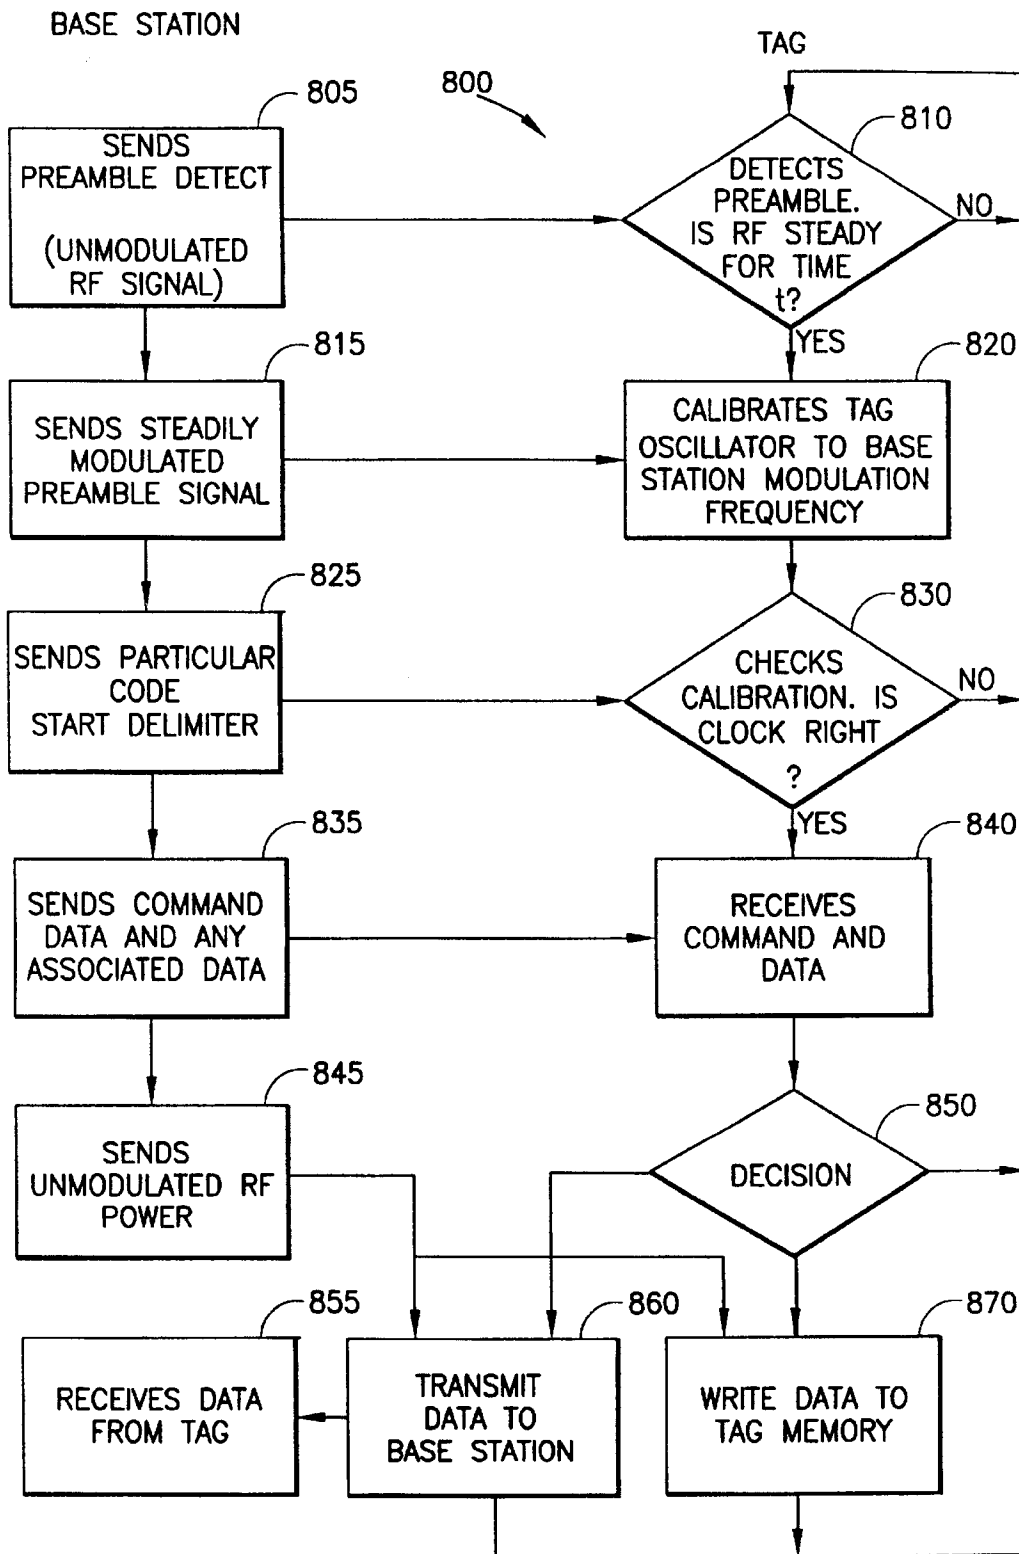 BASE STATION
TAG
800
805
SENDS
PREAMBLE DETECT
(UNMODULATED
RF SIGNAL)
810
DETECTS
PREAMBLE.
IS RF STEADY
FOR TIME
t?
NO
YES
815
SENDS STEADILY
MODULATED
PREAMBLE SIGNAL
820
CALIBRATES TAG
OSCILLATOR TO BASE
STATION MODULATION
FREQUENCY
825
SENDS PARTICULAR
CODE
START DELIMITER
830
CHECKS
CALIBRATION. IS
CLOCK RIGHT
?
NO
YES
835
SENDS COMMAND
DATA AND ANY
ASSOCIATED DATA
840
RECEIVES
COMMAND AND
DATA
845
SENDS
UNMODULATED RF
POWER
850
DECISION
855
RECEIVES DATA
FROM TAG
860
TRANSMIT
DATA TO
BASE STATION
870
WRITE DATA TO
TAG MEMORY